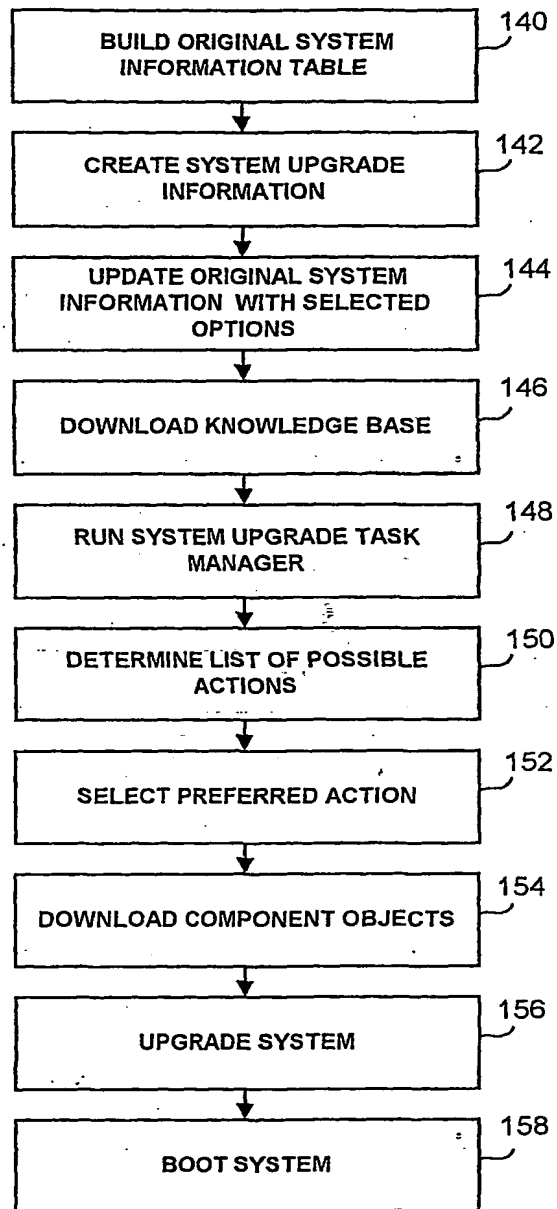 140
BUILD ORIGINAL SYSTEM
INFORMATION TABLE
142
CREATE SYSTEM UPGRADE
INFORMATION
144
UPDATE ORIGINAL SYSTEM
INFORMATION WITH SELECTED
OPTIONS
146
DOWNLOAD KNOWLEDGE BASE
148
RUN SYSTEM UPGRADE TASK
MANAGER
150
DETERMINE LIST OF POSSIBLE
ACTIONS
152
SELECT PREFERRED ACTION
154
DOWNLOAD COMPONENT OBJECTS
156
UPGRADE SYSTEM
158
BOOT SYSTEM